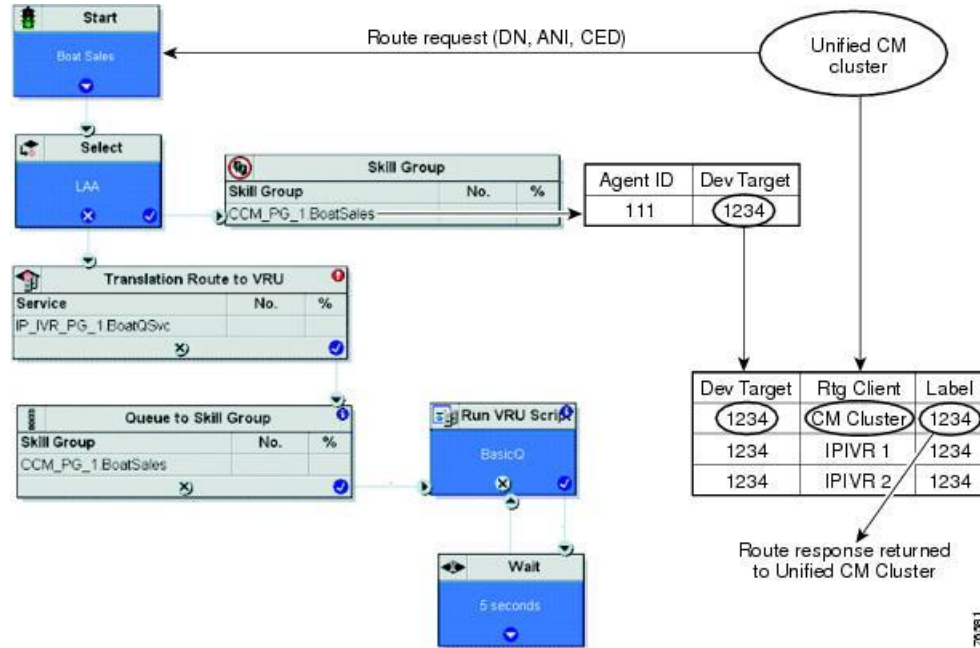 Start
Boat Sales
Route request (DN, ANI, CED)
Unified CM
cluster
Select
LAA
Skill Group
Skill Group No. %
CCM_PG_1.BoatSales
Agent ID Dev Target
111 1234
Translation Route to VRU
Service No. %
IP_IVR_PG_1.BoatQSvc
Queue to Skill Group
Skill Group No. %
CCM_PG_1.BoatSales
Run VRU Script
BasicQ
Wait
5 seconds
Dev Target Rtg Client Label
1234 CM Cluster 1234
1234 IPIVR 1 1234
1234 IPIVR 2 1234
Route response returned
to Unified CM Cluster